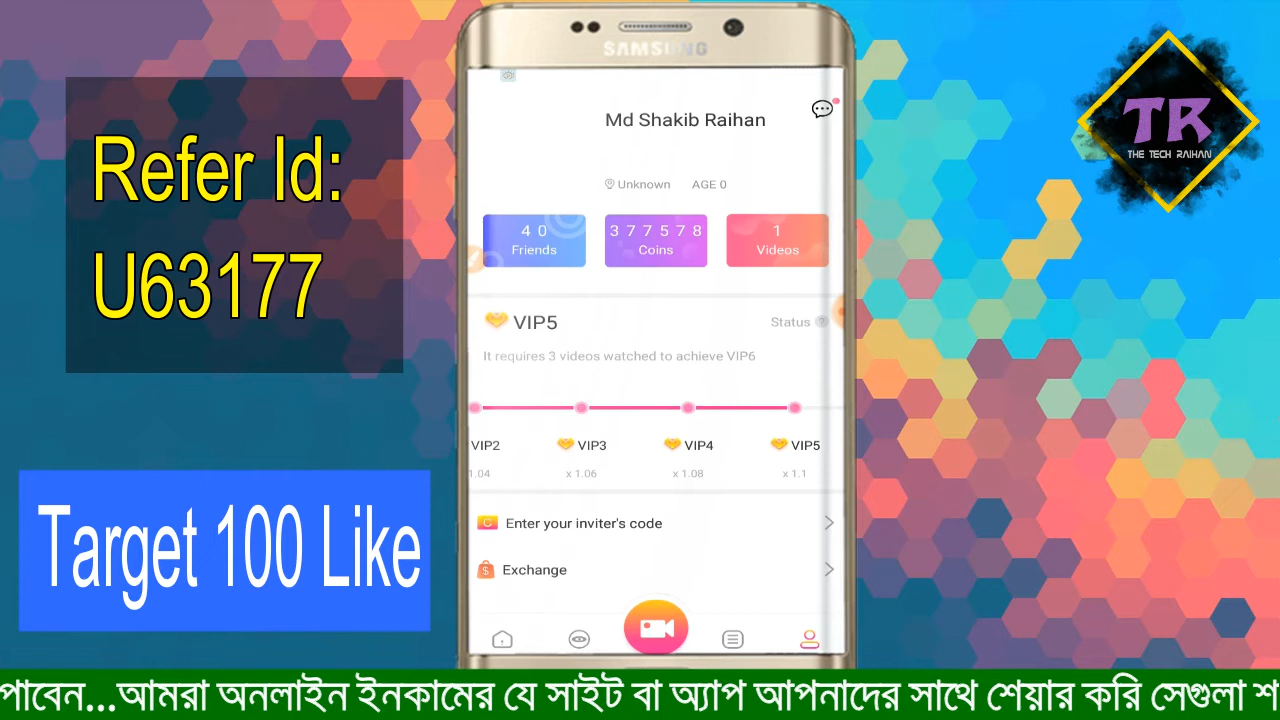 Refer Id:
U63177
Target 100 Like
SAMSUNG
Md Shakib Raihan
Unknown AGE 0
40
Friends
377578
Coins
1
Videos
VIP5
Status ?
It requires 3 videos watched to achieve VIP6
VIP2 VIP3 VIP4 VIP5
1.04 x 1.06 x 1.08 x 1.1
Enter your inviter's code
Exchange
TR
THE TECH RAIHAN
পাবেন...আমরা অনলাইন ইনকামের যে সাইট বা অ্যাপ আপনাদের সাথে শেয়ার করি সেগুলা শ